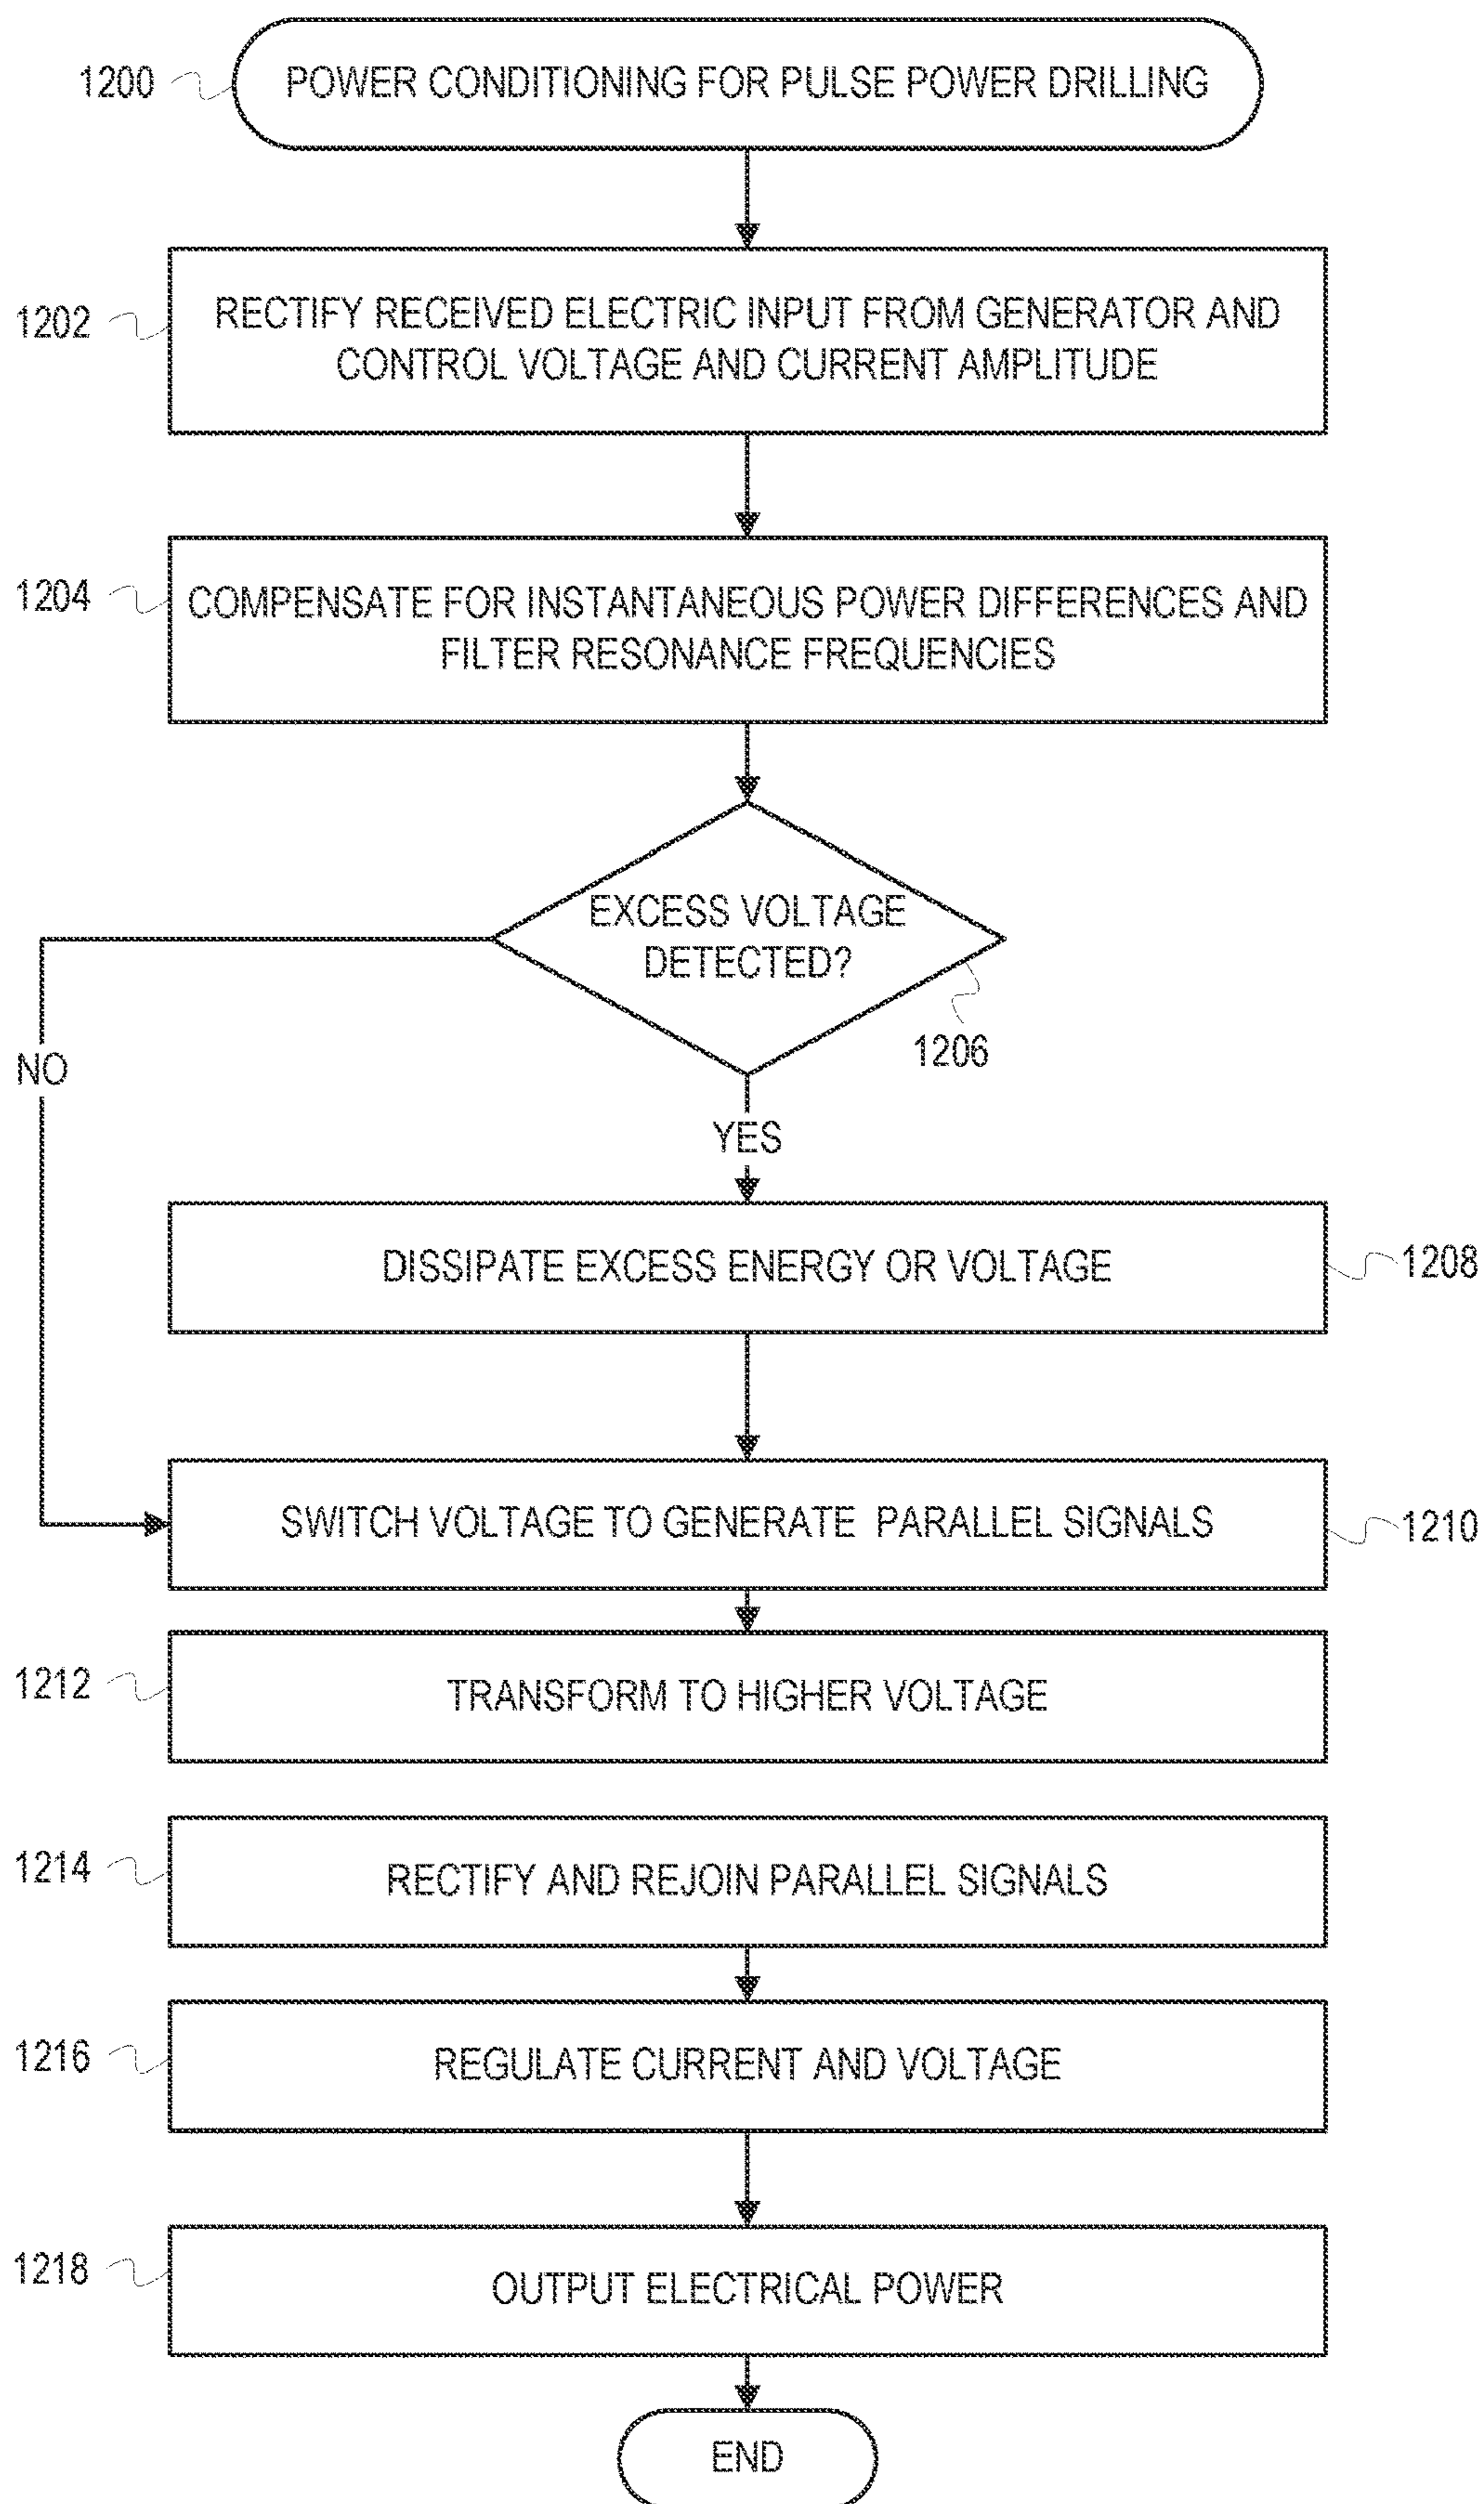 1200
POWER CONDITIONING FOR PULSE POWER DRILLING
1202
RECTIFY RECEIVED ELECTRIC INPUT FROM GENERATOR AND
CONTROL VOLTAGE AND CURRENT AMPLITUDE
1204
COMPENSATE FOR INSTANTANEOUS POWER DIFFERENCES AND
FILTER RESONANCE FREQUENCIES
EXCESS VOLTAGE
DETECTED?
1206
NO
YES
DISSIPATE EXCESS ENERGY OR VOLTAGE
1208
SWITCH VOLTAGE TO GENERATE PARALLEL SIGNALS
1210
1212
TRANSFORM TO HIGHER VOLTAGE
1214
RECTIFY AND REJOIN PARALLEL SIGNALS
1216
REGULATE CURRENT AND VOLTAGE
1218
OUTPUT ELECTRICAL POWER
END